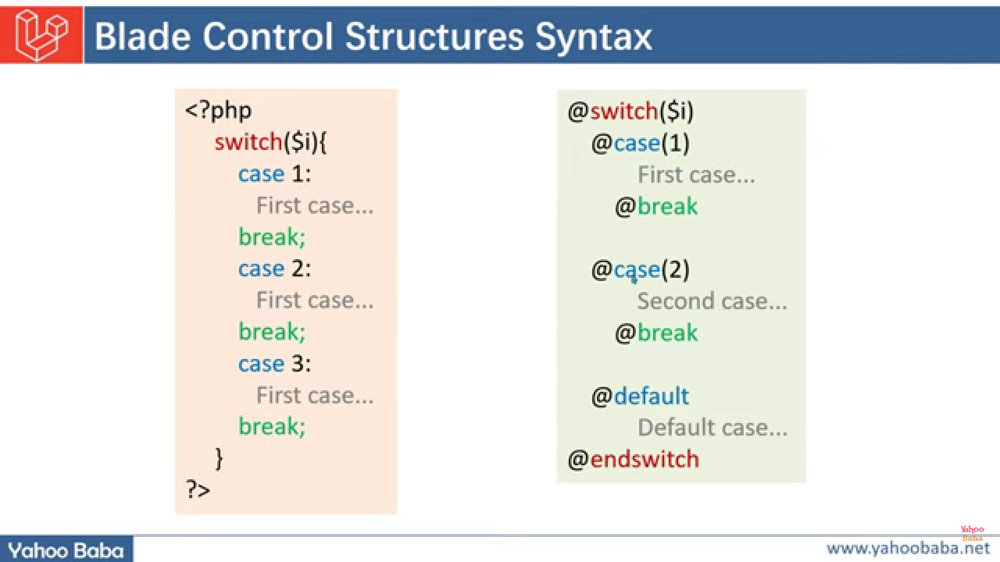 Blade Control Structures Syntax
<?php
switch($i){
case 1:
First case...
break;
case 2:
First case...
break;
case 3:
First case...
break;
}
?>
@switch($i)
@case(1)
First case...
@break
@case(2)
Second case...
@break
@default
Default case...
@endswitch
Yahoo Baba
Yahoo
Baba
www.yahoobaba.net